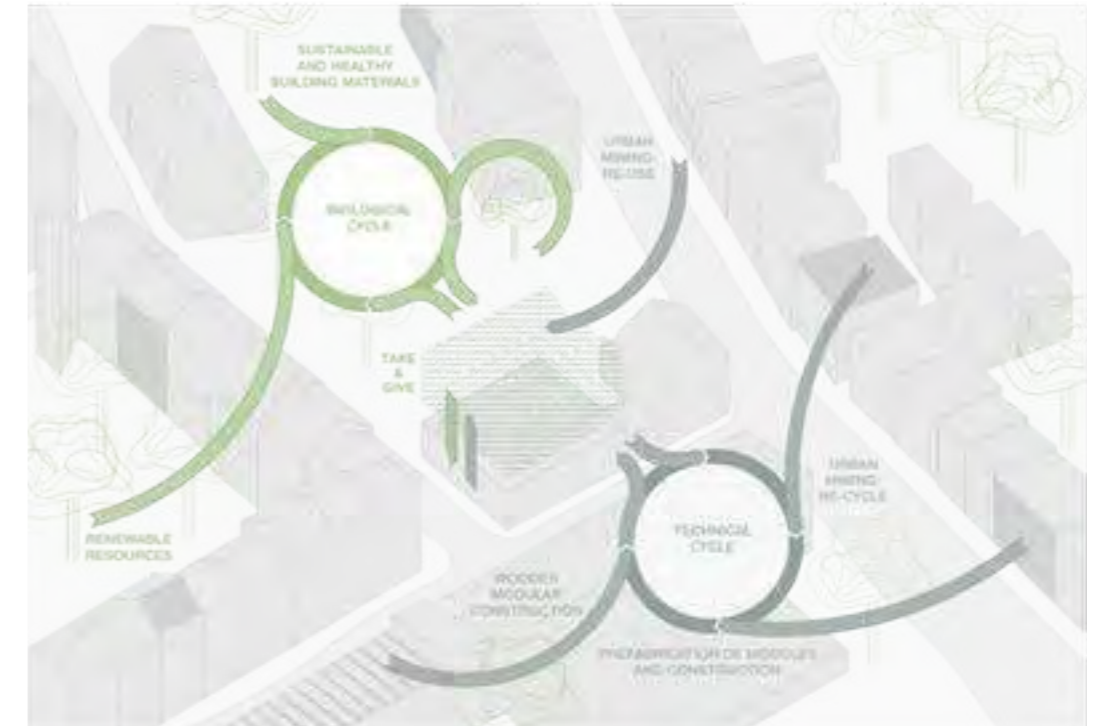 SUSTAINABLE
AND HEALTHY
BUILDING MATERIALS
URBAN
MINING:
RE-USE
BIOLOGICAL
CYCLE
TAKE
&
GIVE
URBAN
MINING:
RE-CYCLE
RENEWABLE
RESOURCES
TECHNICAL
CYCLE
WOODEN
MODULAR
CONSTRUCTION
PREFABRICATION OF MODULES
AND CONSTRUCTION